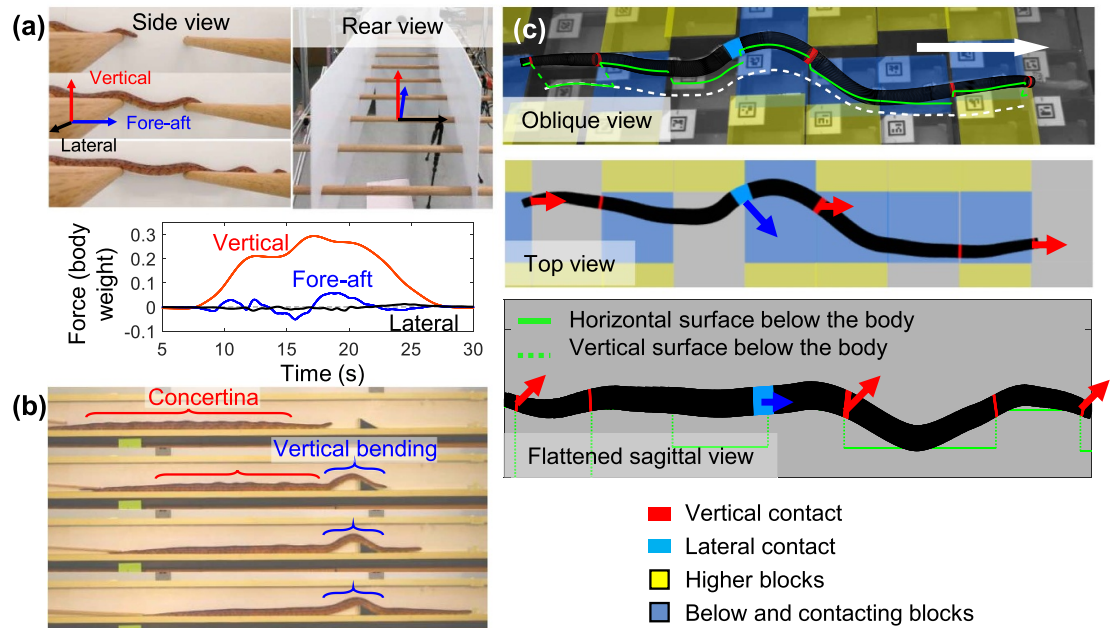 (a)
Side view
Rear view
Vertical
Fore-aft
Lateral
Force (body
weight)
0.3
0.2
0.1
0
-0.1
Vertical
Fore-aft
Lateral
5 10 15 20 25 30
Time (s)
(b)
Concertina
Vertical bending
(c)
Oblique view
Top view
Horizontal surface below the body
Vertical surface below the body
Flattened sagittal view
Vertical contact
Lateral contact
Higher blocks
Below and contacting blocks